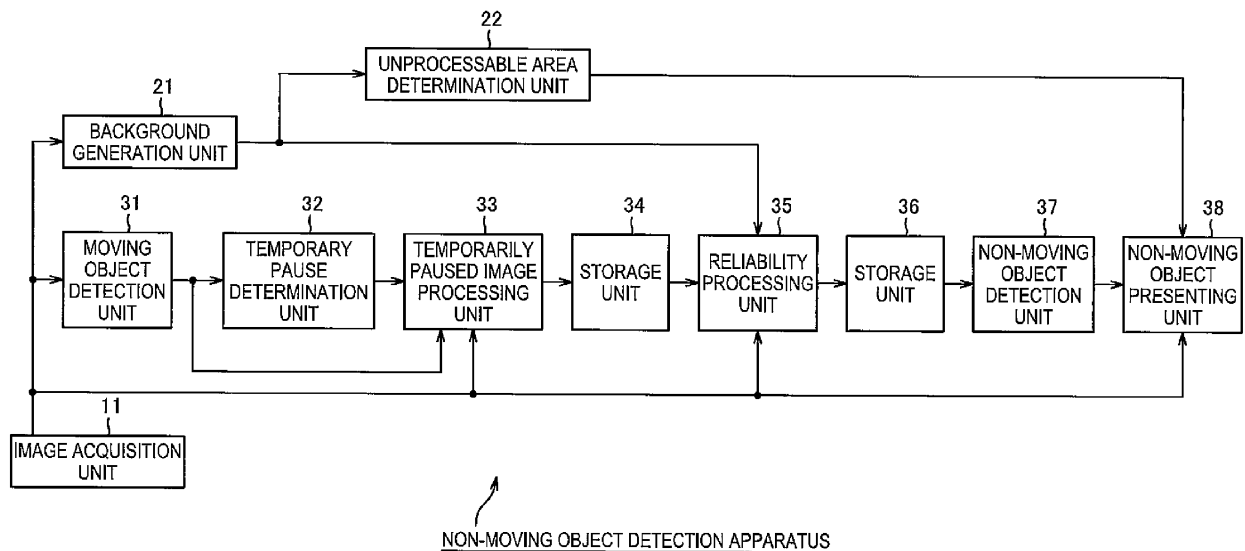 22
UNPROCESSABLE AREA
DETERMINATION UNIT
21
BACKGROUND
GENERATION UNIT
31
MOVING
OBJECT
DETECTION
UNIT
32
TEMPORARY
PAUSE
DETERMINATION
UNIT
33
TEMPORARILY
PAUSED IMAGE
PROCESSING
UNIT
34
STORAGE
UNIT
35
RELIABILITY
PROCESSING
UNIT
36
STORAGE
UNIT
37
NON-MOVING
OBJECT
DETECTION
UNIT
38
NON-MOVING
OBJECT
PRESENTING
UNIT
11
IMAGE ACQUISITION
UNIT
NON-MOVING OBJECT DETECTION APPARATUS